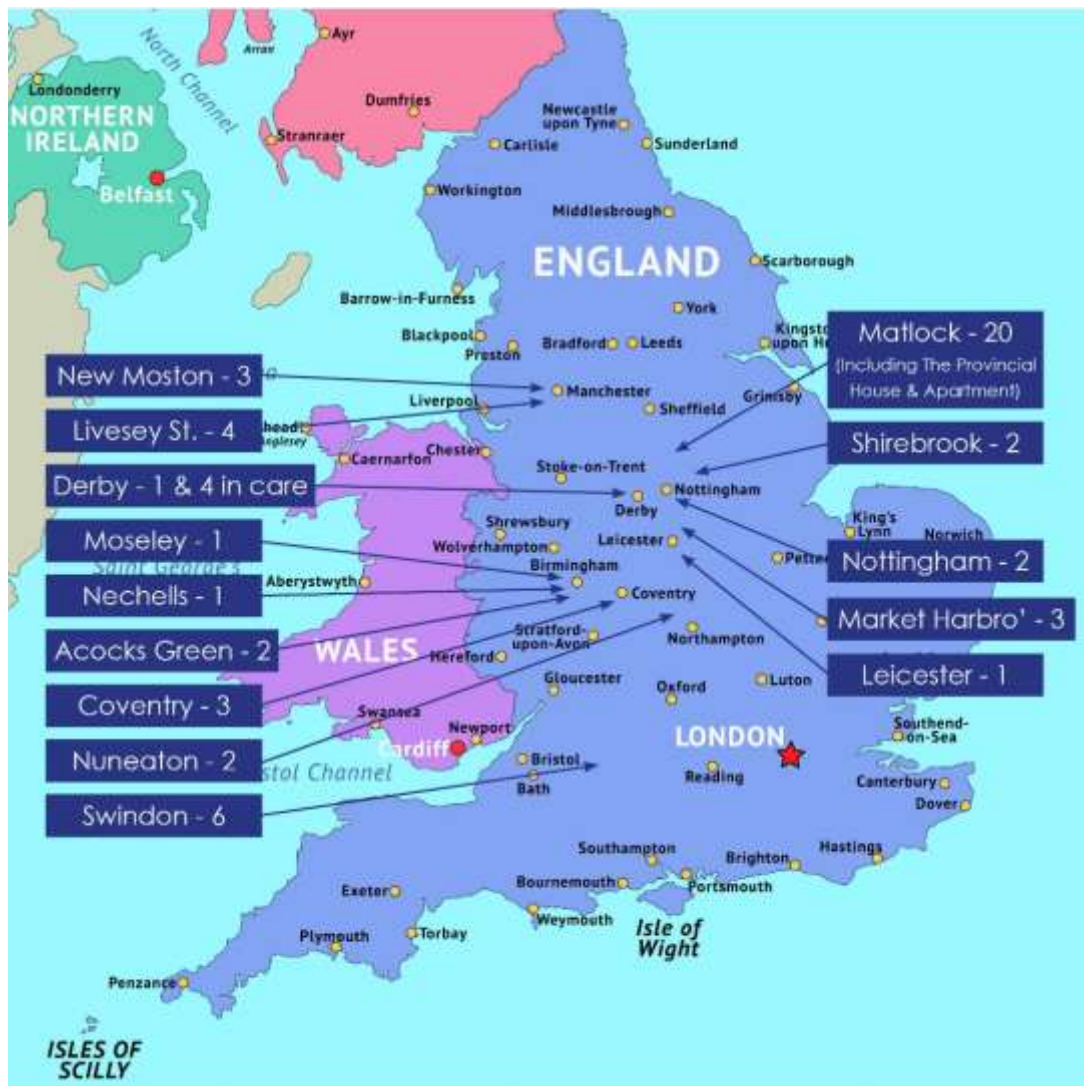 Ayr
Arran
North Channel
Londonderry
NORTHERN
IRELAND
Belfast
Dumfries
Stranraer
Newcastle
upon Tyne
Carlisle
Sunderland
Workington
Middlesbrough
ENGLAND
Scarborough
Barrow-in-Furness
York
Blackpool
Preston
Bradford
Leeds
Matlock - 20
(Including The Provincial
House & Apartment)
New Moston - 3
Manchester
Grimsby
Liverpool
Sheffield
Livesey St. - 4
Shirebrook - 2
Chester
Caernarfon
Stoke-on-Trent
Derby - 1 & 4 in care
Nottingham
Derby
King's
Lynn
Norwich
Shrewsbury
Moseley - 1
Wolverhampton
Leicester
Nottingham - 2
Birmingham
Aberystwyth
Nechells - 1
Coventry
Market Harbro' - 3
Acocks Green - 2
WALES
Stratford-
upon-Avon
Northampton
Hereford
Leicester - 1
Coventry - 3
Gloucester
Oxford
Luton
Swansea
Newport
Southend-
on-Sea
Nuneaton - 2
Cardiff
LONDON
Bristol
Reading
Bath
Canterbury
Dover
Swindon - 6
Southampton
Brighton
Hastings
Exeter
Bournemouth
Portsmouth
Weymouth
Isle of
Wight
Plymouth
Torbay
Penzance
ISLES OF
SCILLY